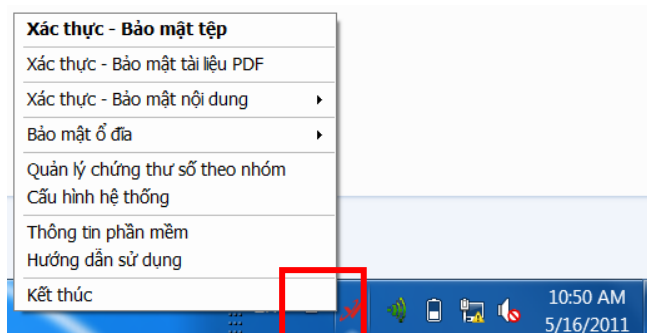 Xác thực - Bảo mật tệp
Xác thực - Bảo mật tài liệu PDF
Xác thực - Bảo mật nội dung
Bảo mật ổ đĩa
Quản lý chứng thư số theo nhóm
Cấu hình hệ thống
Thông tin phần mềm
Hướng dẫn sử dụng
Kết thúc
10:50 AM
5/16/2011